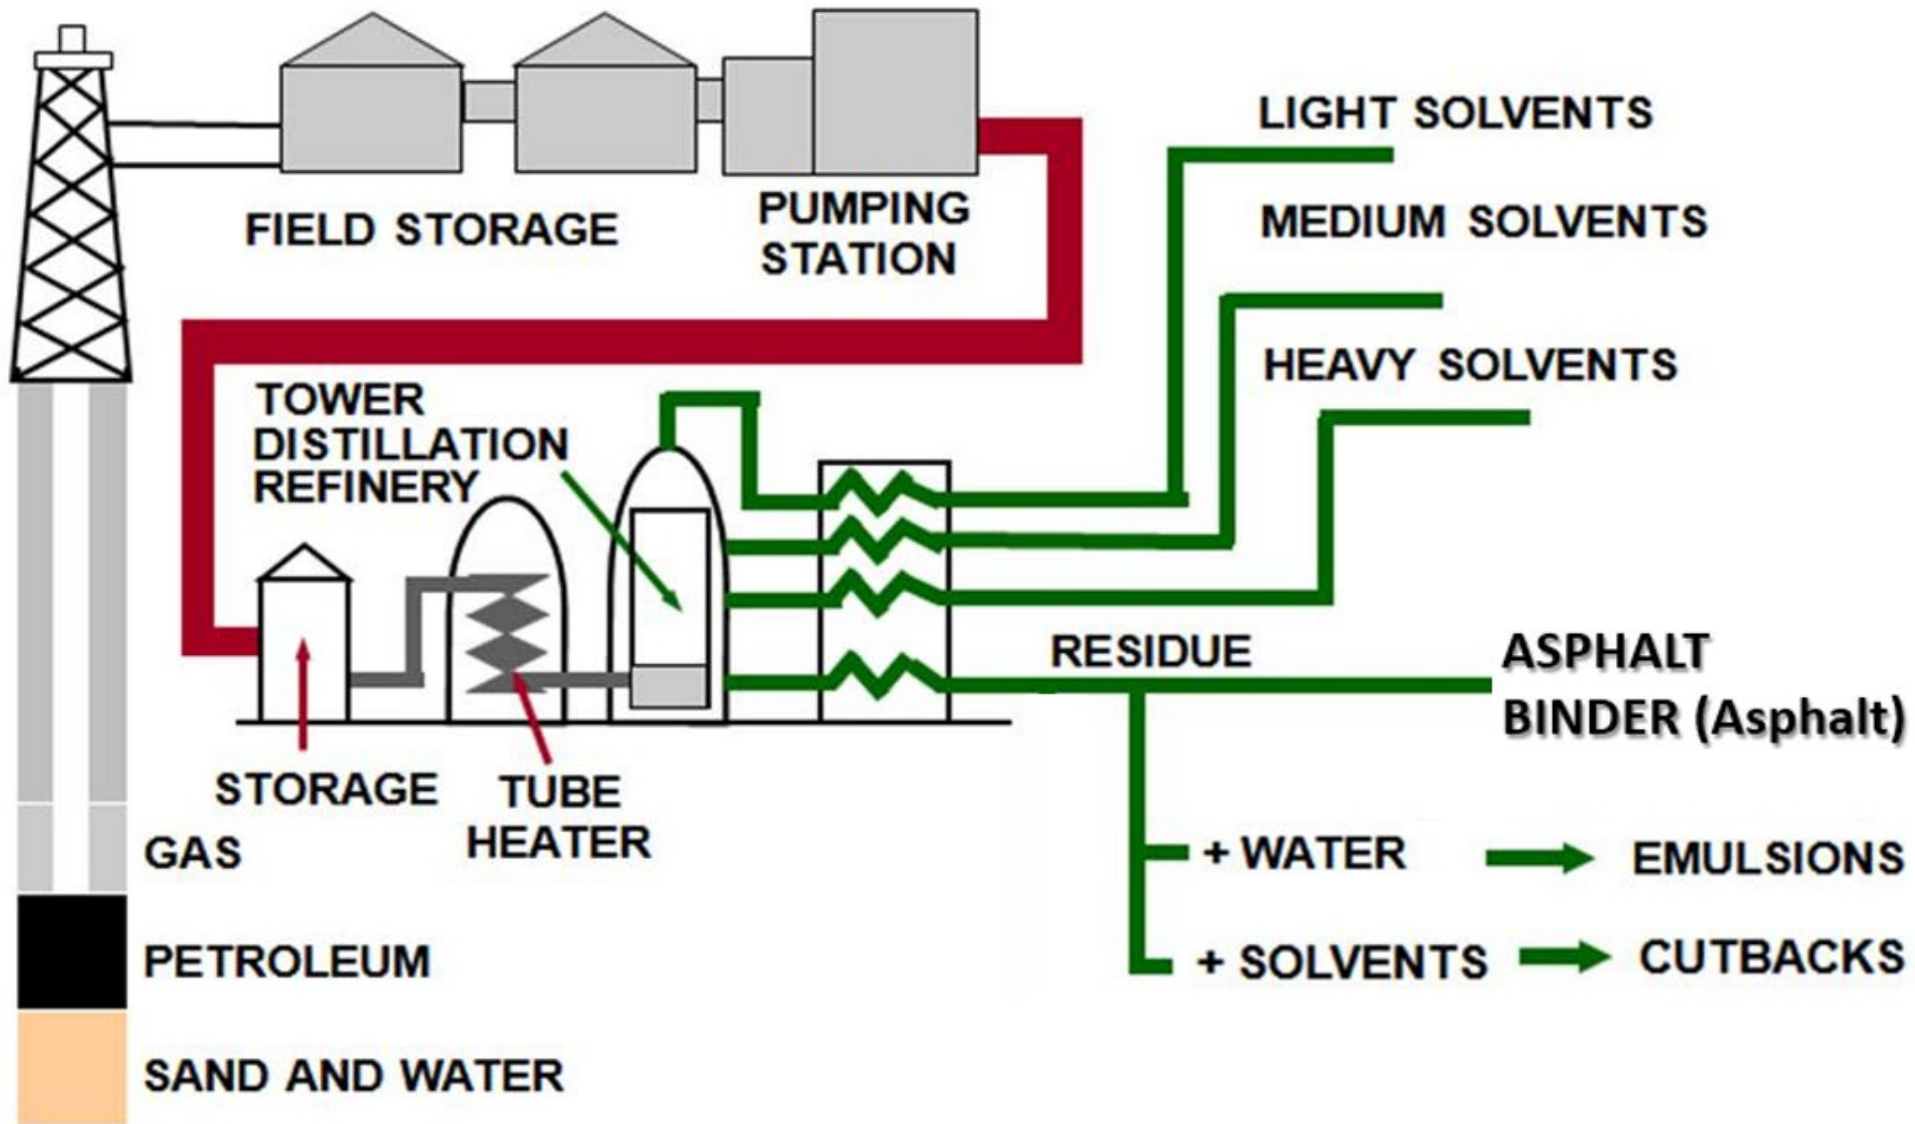 LIGHT SOLVENTS
FIELD STORAGE
PUMPING
STATION
MEDIUM SOLVENTS
HEAVY SOLVENTS
TOWER
DISTILLATION
REFINERY
RESIDUE
ASPHALT
BINDER (Asphalt)
STORAGE
TUBE
HEATER
GAS
+ WATER
EMULSIONS
PETROLEUM
+ SOLVENTS
CUTBACKS
SAND AND WATER